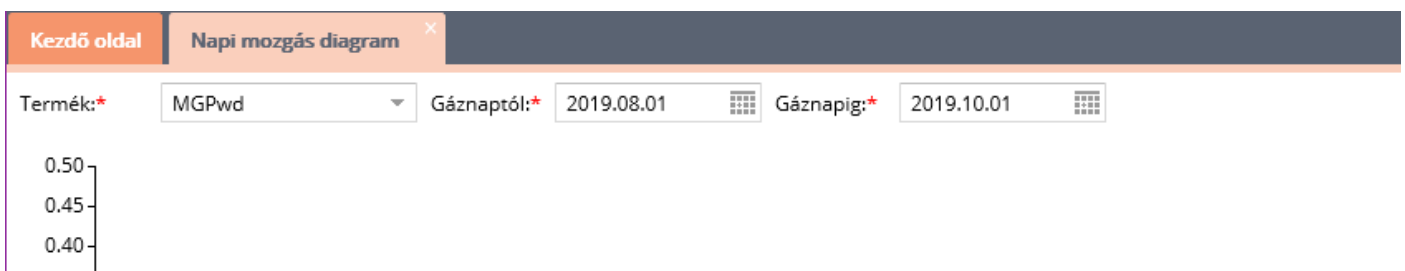 Kezdő oldal Napi mozgás diagram ×
Termék:* MGPwd Gáznaptól:* 2019.08.01 Gáznapig:* 2019.10.01
0.50
0.45
0.40